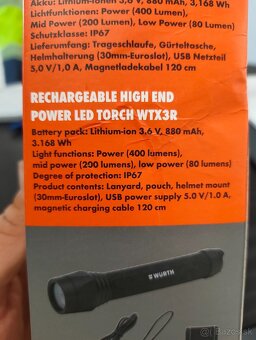 Akku: Lithium-Ionen 3,6 V, 880 mAh, 3,168 Wh
Lichtfunktionen: Power (400 Lumen),
Mid Power (200 Lumen), Low Power (80 Lumen)
Schutzklasse: IP67
Lieferumfang: Trageschlaufe, Gürteltasche,
Helmhalterung (30mm-Euroslot), USB Netzteil
5,0 V/1,0 A, Magnetladekabel 120 cm
RECHARGEABLE HIGH END
POWER LED TORCH WTX3R
Battery pack: Lithium-ion 3,6 V, 880 mAh,
3.168 Wh
Light functions: Power (400 lumens),
mid power (200 lumens), low power (80 lumens)
Degree of protection: IP67
Product contents: Lanyard, pouch, helmet mount
(30mm-Euroslot), USB power supply 5.0 V/1.0 A,
magnetic charging cable 120 cm
WÜRTH